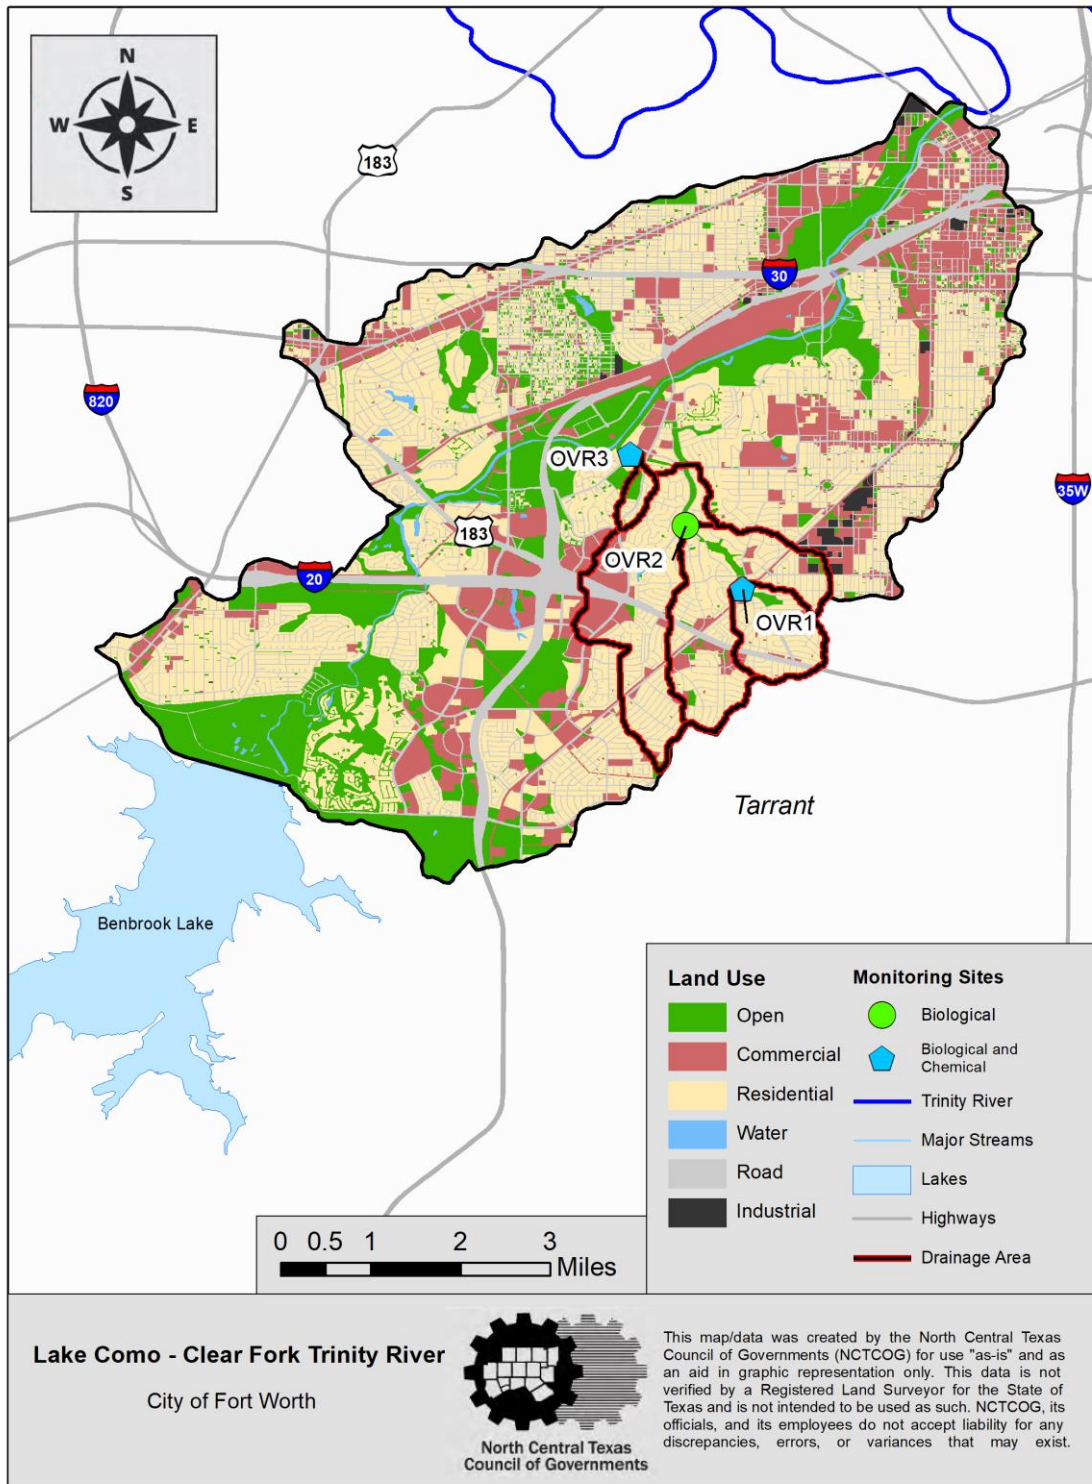 N
W E
S
183
30
820
OVR3
35W
183
OVR2
20
OVR1
Tarrant
Benbrook Lake
Land Use
Open
Commercial
Residential
Water
Road
Industrial
Monitoring Sites
Biological
Biological and
Chemical
Trinity River
Major Streams
Lakes
Highways
Drainage Area
0 0.5 1 2 3
Miles
Lake Como - Clear Fork Trinity River
City of Fort Worth
North Central Texas
Council of Governments
This map/data was created by the North Central Texas
Council of Governments (NCTCOG) for use "as-is" and as
an aid in graphic representation only. This data is not
verified by a Registered Land Surveyor for the State of
Texas and is not intended to be used as such. NCTCOG, its
officials, and its employees do not accept liability for any
discrepancies, errors, or variances that may exist.